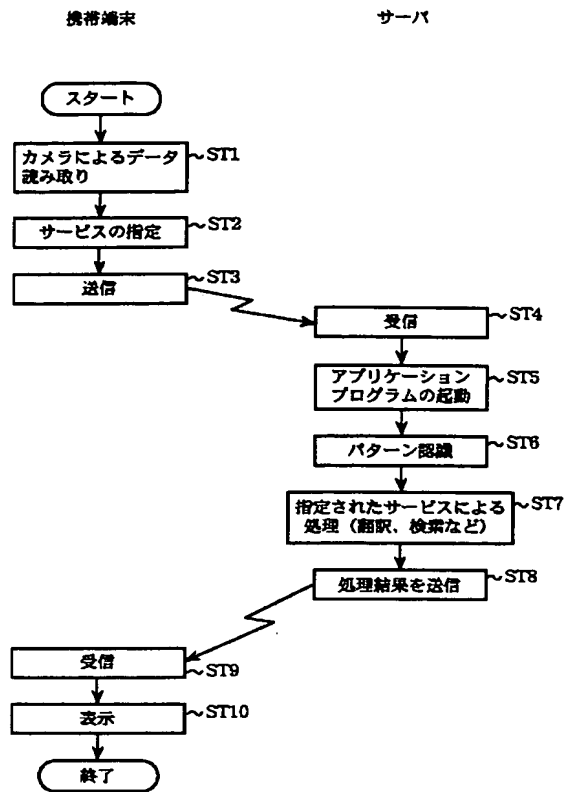 携帯端末
サーバ
スタート
カメラによるデータ
読み取り
~ST1
サービスの指定
~ST2
送信
~ST3
受信
~ST4
アプリケーション
プログラムの起動
~ST5
パターン認識
~ST6
指定されたサービスによる
処理（翻訳、検索など）
~ST7
処理結果を送信
~ST8
受信
~ST9
表示
~ST10
終了